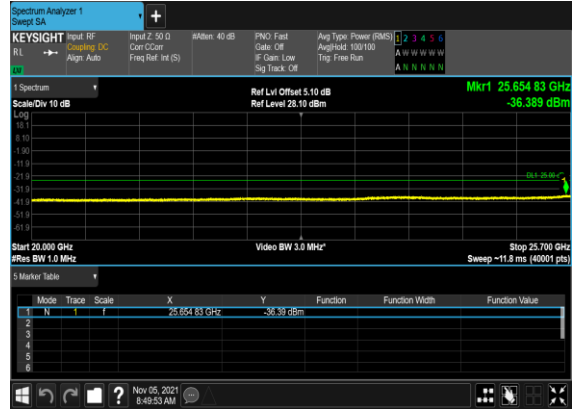 Spectrum Analyzer 1
Swept SA
+
KEYSIGHT
RL
Input: RF
Coupling: DC
Align: Auto
Input Z: 50 Ω
Corr CCorr
Freq Ref: Int (S)
#Atten: 40 dB
PNO: Fast
Gate: Off
IF Gain: Low
Sig Track: Off
Avg Type: Power (RMS)
Avg|Hold: 100/100
Trig: Free Run
1 2 3 4 5 6
A W W W W W
A N N N N N
1 Spectrum
Scale/Div 10 dB
Ref Lvl Offset 5.10 dB
Ref Level 28.10 dBm
Mkr1 25.654 83 GHz
-36.389 dBm
Log
18.1
8.10
-1.90
-11.9
-21.9
-31.9
-41.9
-51.9
-61.9
1
Start 20.000 GHz
#Res BW 1.0 MHz
Video BW 3.0 MHz*
Stop 25.700 GHz
Sweep ~11.8 ms (40001 pts)
5 Marker Table
Mode Trace Scale X Y Function Function Width Function Value
1 N 1 f 25.654 83 GHz -36.39 dBm
2
3
4
5
6
? Nov 05, 2021
8:49:53 AM